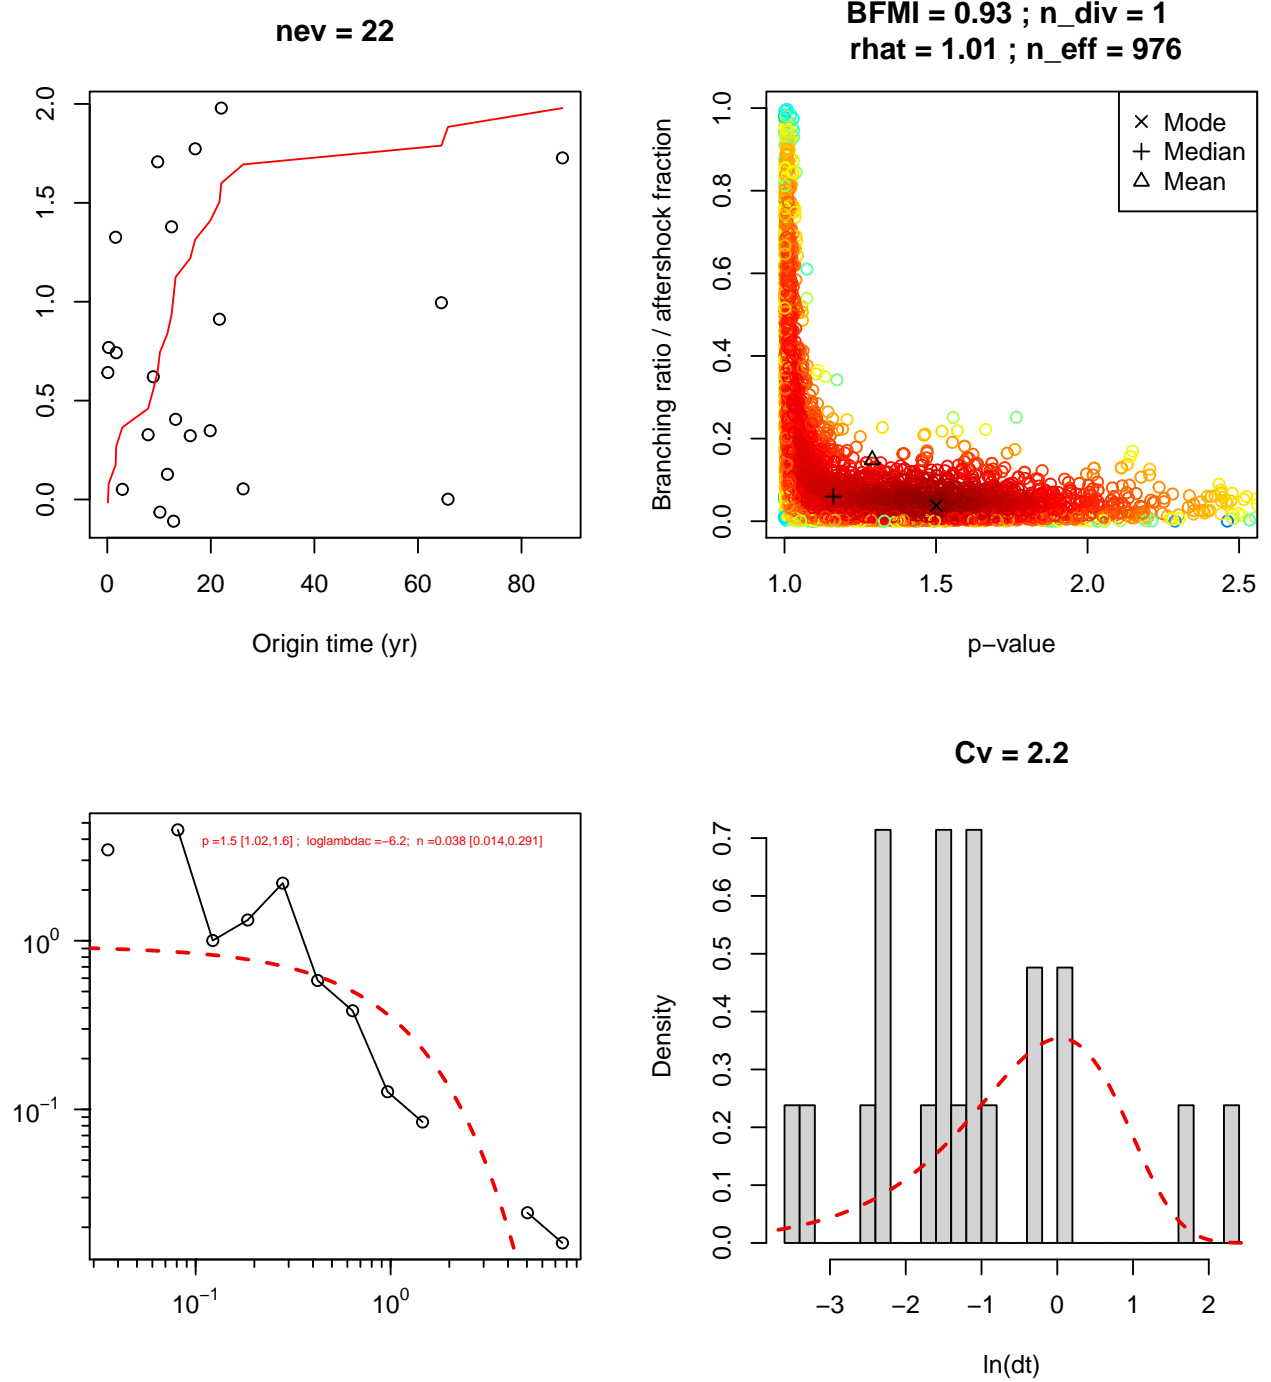 nev = 22
0.0 0.5 1.0 1.5 2.0
0 20 40 60 80
Origin time (yr)
BFMI = 0.93 ; n_div = 1
rhat = 1.01 ; n_eff = 976
Branching ratio / aftershock fraction
0.0 0.2 0.4 0.6 0.8 1.0
Mode
Median
Mean
1.0 1.5 2.0 2.5
p−value
p =1.5 [1.02,1.6] ; loglambdac =−6.2; n =0.038 [0.014,0.291]
10^0
10^−1
10^−1 10^0
Cv = 2.2
Density
0.0 0.1 0.2 0.3 0.4 0.5 0.6 0.7
−3 −2 −1 0 1 2
ln(dt)